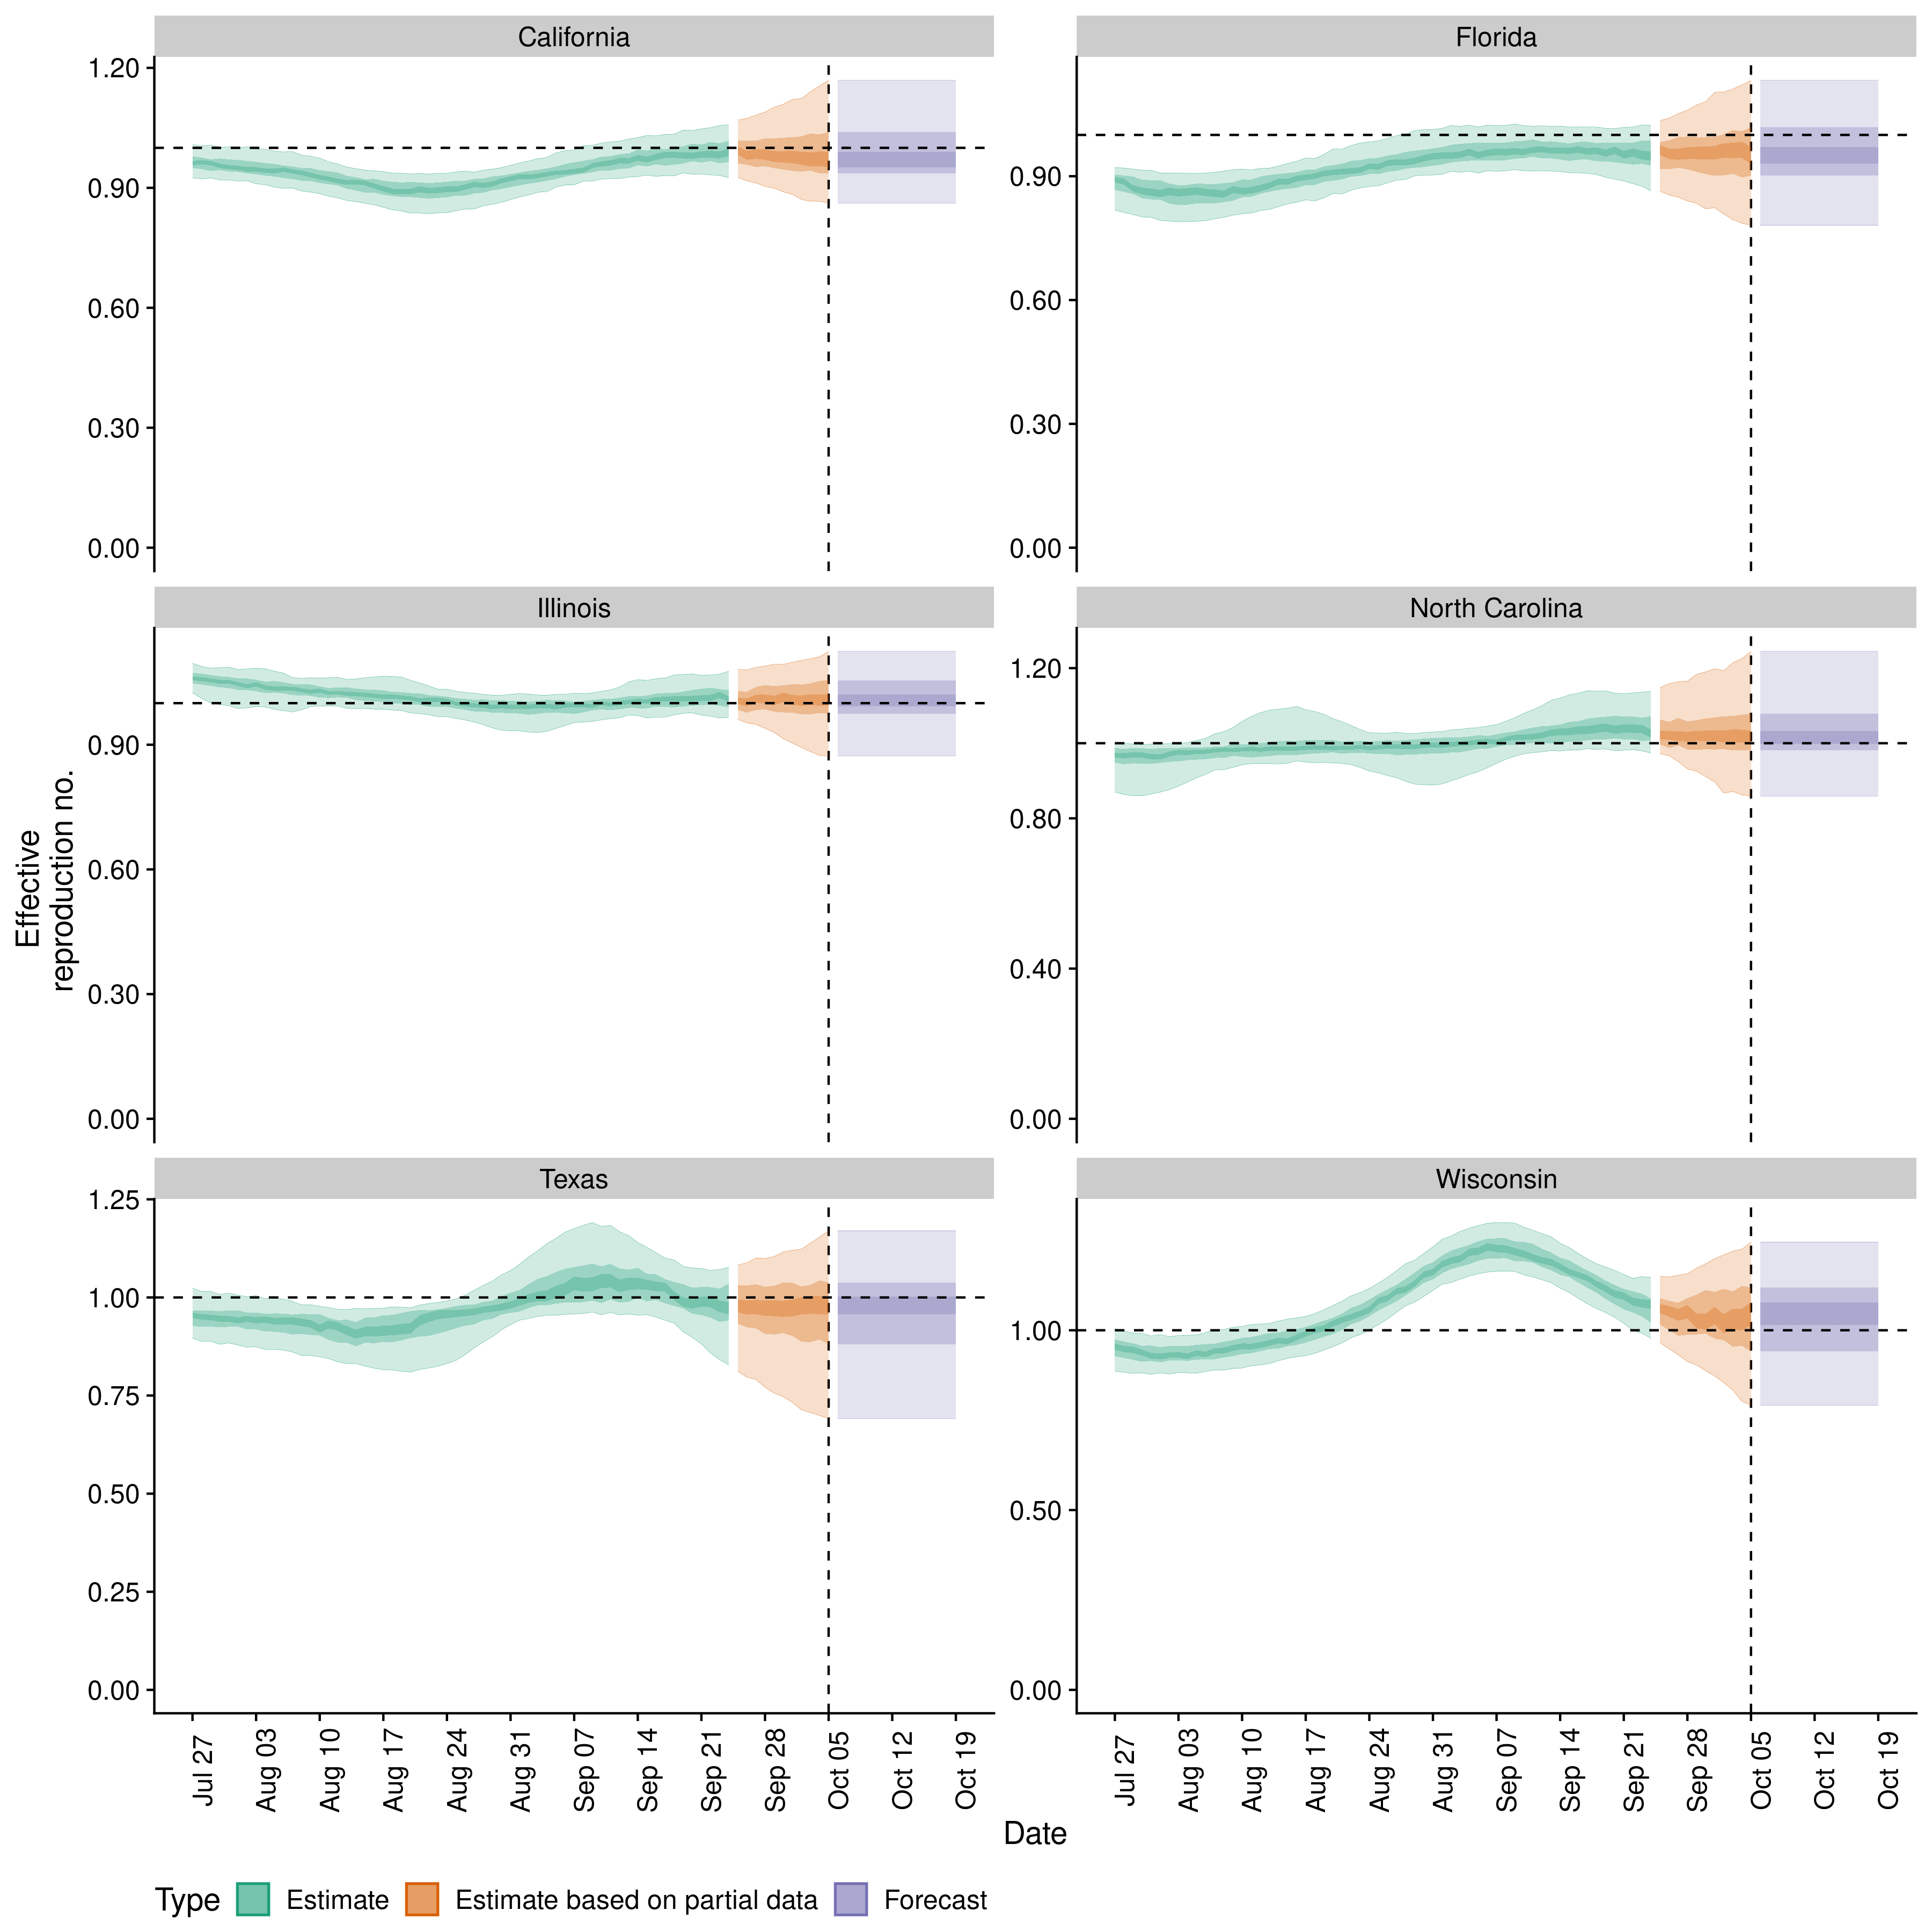 California
Florida
1.20
0.90
0.60
0.30
0.00
0.90
0.60
0.30
0.00
Illinois
North Carolina
0.90
0.60
0.30
0.00
1.20
0.80
0.40
0.00
Texas
Wisconsin
1.25
1.00
0.75
0.50
0.25
0.00
1.00
0.50
0.00
Effective
reproduction no.
Jul 27
Aug 03
Aug 10
Aug 17
Aug 24
Aug 31
Sep 07
Sep 14
Sep 21
Sep 28
Oct 05
Oct 12
Oct 19
Jul 27
Aug 03
Aug 10
Aug 17
Aug 24
Aug 31
Sep 07
Sep 14
Sep 21
Sep 28
Oct 05
Oct 12
Oct 19
Date
Type Estimate Estimate based on partial data Forecast